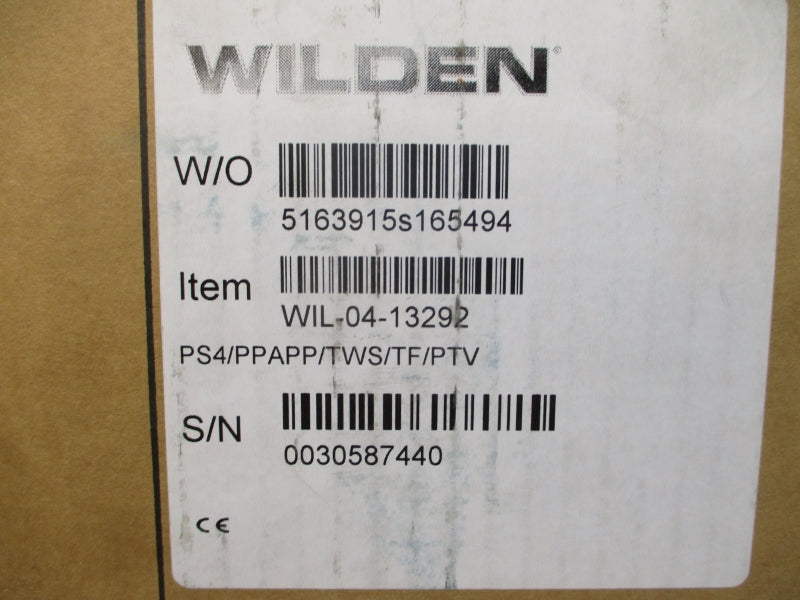 WILDEN®
W/O
5163915s165494
Item
WIL-04-13292
PS4/PPAPP/TWS/TF/PTV
S/N
0030587440
CE